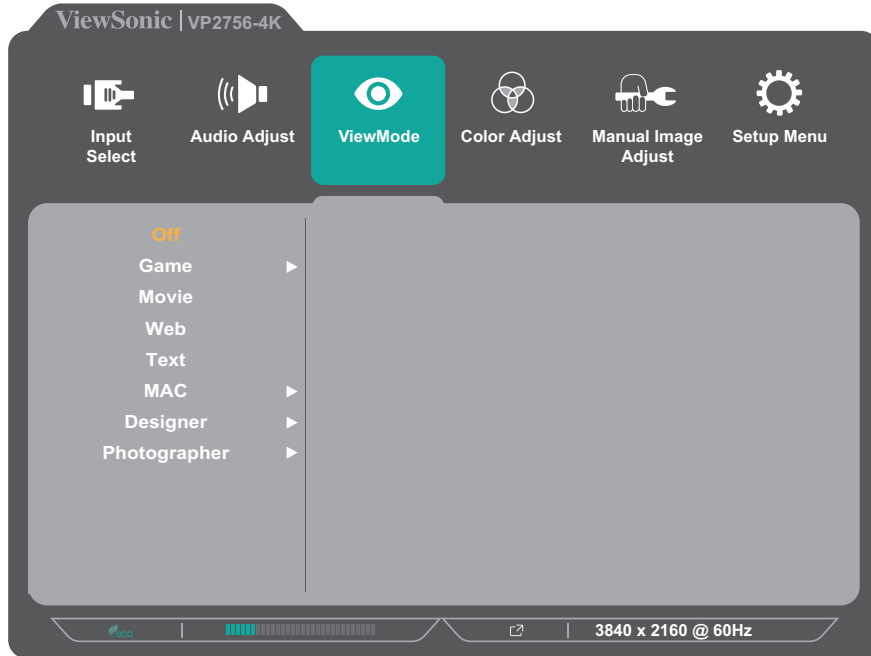 ViewSonic | VP2756-4K
Input Select
Audio Adjust
ViewMode
Color Adjust
Manual Image Adjust
Setup Menu
Off
Game
Movie
Web
Text
MAC
Designer
Photographer
eco
3840 x 2160 @ 60Hz